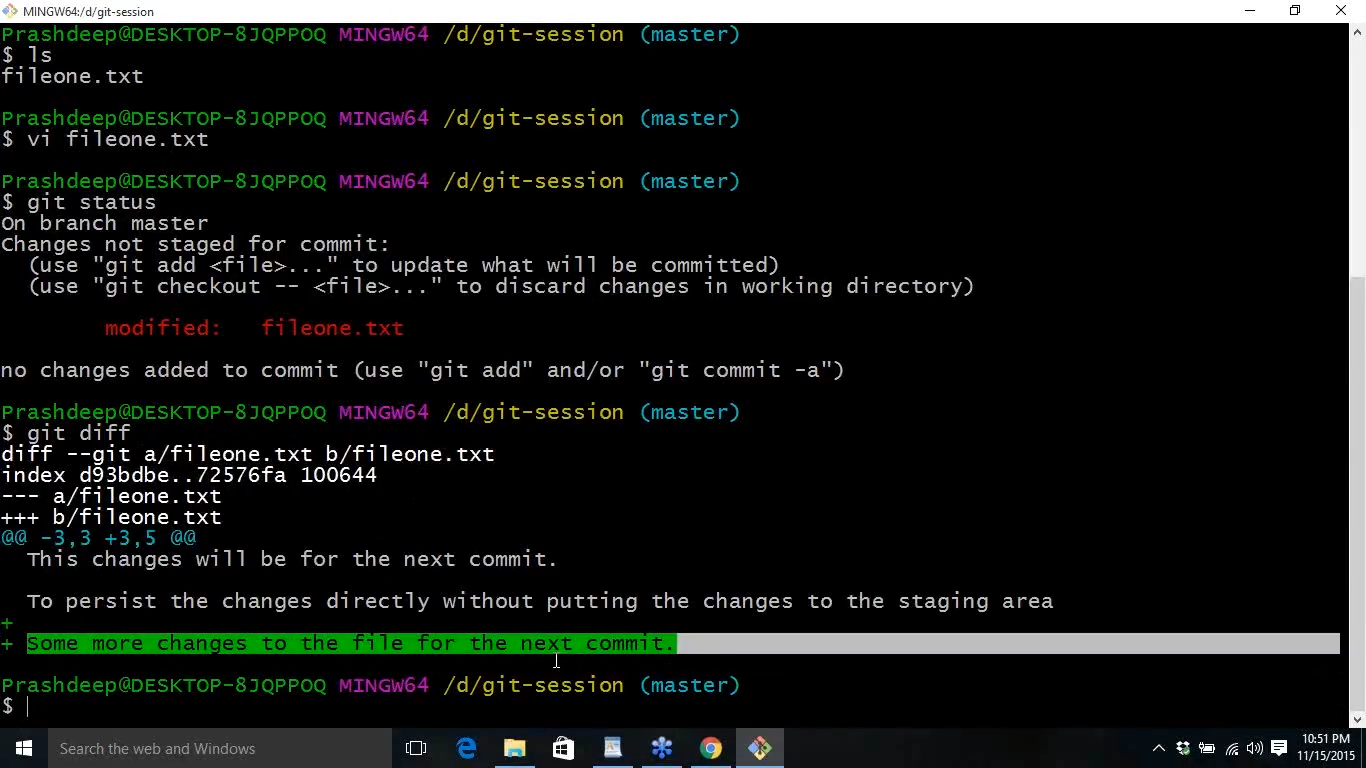 MINGW64:/d/git-session
Prashdeep@DESKTOP-8JQPPOQ MINGW64 /d/git-session (master)
$ ls
fileone.txt
Prashdeep@DESKTOP-8JQPPOQ MINGW64 /d/git-session (master)
$ vi fileone.txt
Prashdeep@DESKTOP-8JQPPOQ MINGW64 /d/git-session (master)
$ git status
On branch master
Changes not staged for commit:
  (use "git add <file>..." to update what will be committed)
  (use "git checkout -- <file>..." to discard changes in working directory)
        modified:   fileone.txt
no changes added to commit (use "git add" and/or "git commit -a")
Prashdeep@DESKTOP-8JQPPOQ MINGW64 /d/git-session (master)
$ git diff
diff --git a/fileone.txt b/fileone.txt
index d93bdbe..72576fa 100644
--- a/fileone.txt
+++ b/fileone.txt
@@ -3,3 +3,5 @@
  This changes will be for the next commit.
  To persist the changes directly without putting the changes to the staging area
+
+ Some more changes to the file for the next commit.
Prashdeep@DESKTOP-8JQPPOQ MINGW64 /d/git-session (master)
$
Search the web and Windows
10:51 PM
11/15/2015